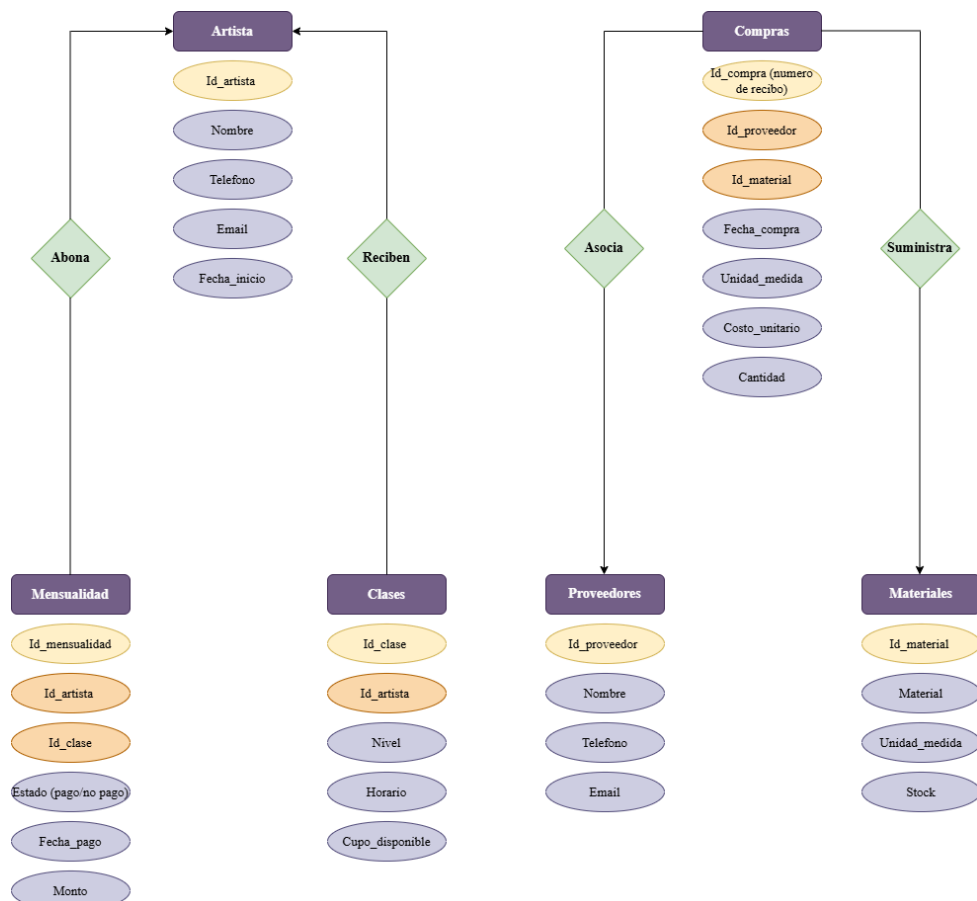 Artista
Id_artista
Nombre
Telefono
Email
Fecha_inicio
Abona
Reciben
Mensualidad
Id_mensualidad
Id_artista
Id_clase
Estado (pago/no pago)
Fecha_pago
Monto
Clases
Id_clase
Id_artista
Nivel
Horario
Cupo_disponible
Compras
Id_compra (numero
de recibo)
Id_proveedor
Id_material
Fecha_compra
Unidad_medida
Costo_unitario
Cantidad
Asocia
Suministra
Proveedores
Id_proveedor
Nombre
Telefono
Email
Materiales
Id_material
Material
Unidad_medida
Stock